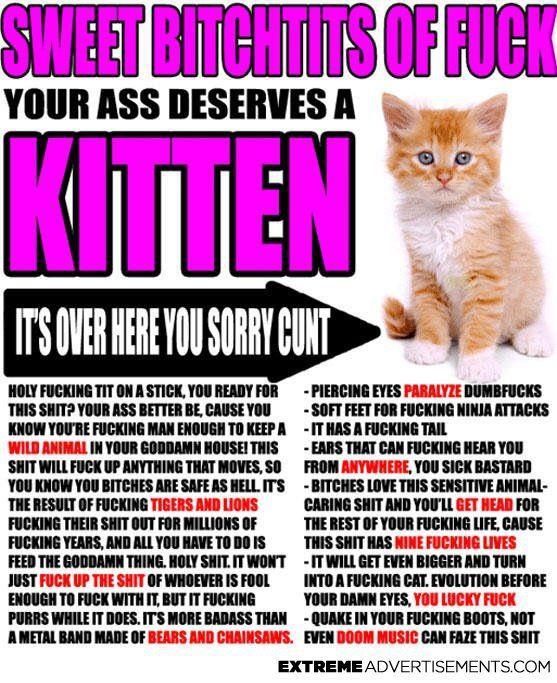 SWEET BITCHTITS OF FUCK
YOUR ASS DESERVES A
KITTEN
IT'S OVER HERE YOU SORRY CUNT
HOLY FUCKING TIT ON A STICK, YOU READY FOR
THIS SHIT? YOUR ASS BETTER BE, CAUSE YOU
KNOW YOU'RE FUCKING MAN ENOUGH TO KEEP A
WILD ANIMAL IN YOUR GODDAMN HOUSE! THIS
SHIT WILL FUCK UP ANYTHING THAT MOVES, SO
YOU KNOW YOU BITCHES ARE SAFE AS HELL. IT'S
THE RESULT OF FUCKING TIGERS AND LIONS
FUCKING THEIR SHIT OUT FOR MILLIONS OF
FUCKING YEARS, AND ALL YOU HAVE TO DO IS
FEED THE GODDAMN THING. HOLY SHIT. IT WON'T
JUST FUCK UP THE SHIT OF WHOEVER IS FOOL
ENOUGH TO FUCK WITH IT, BUT IT FUCKING
PURRS WHILE IT DOES. IT'S MORE BADASS THAN
A METAL BAND MADE OF BEARS AND CHAINSAWS.
- PIERCING EYES PARALYZE DUMBFUCKS
- SOFT FEET FOR FUCKING NINJA ATTACKS
- IT HAS A FUCKING TAIL
- EARS THAT CAN FUCKING HEAR YOU
FROM ANYWHERE, YOU SICK BASTARD
- BITCHES LOVE THIS SENSITIVE ANIMAL-
CARING SHIT AND YOU'LL GET HEAD FOR
THE REST OF YOUR FUCKING LIFE, CAUSE
THIS SHIT HAS NINE FUCKING LIVES
- IT WILL GET EVEN BIGGER AND TURN
INTO A FUCKING CAT. EVOLUTION BEFORE
YOUR DAMN EYES, YOU LUCKY FUCK
- QUAKE IN YOUR FUCKING BOOTS, NOT
EVEN DOOM MUSIC CAN FAZE THIS SHIT
EXTREME ADVERTISEMENTS.COM